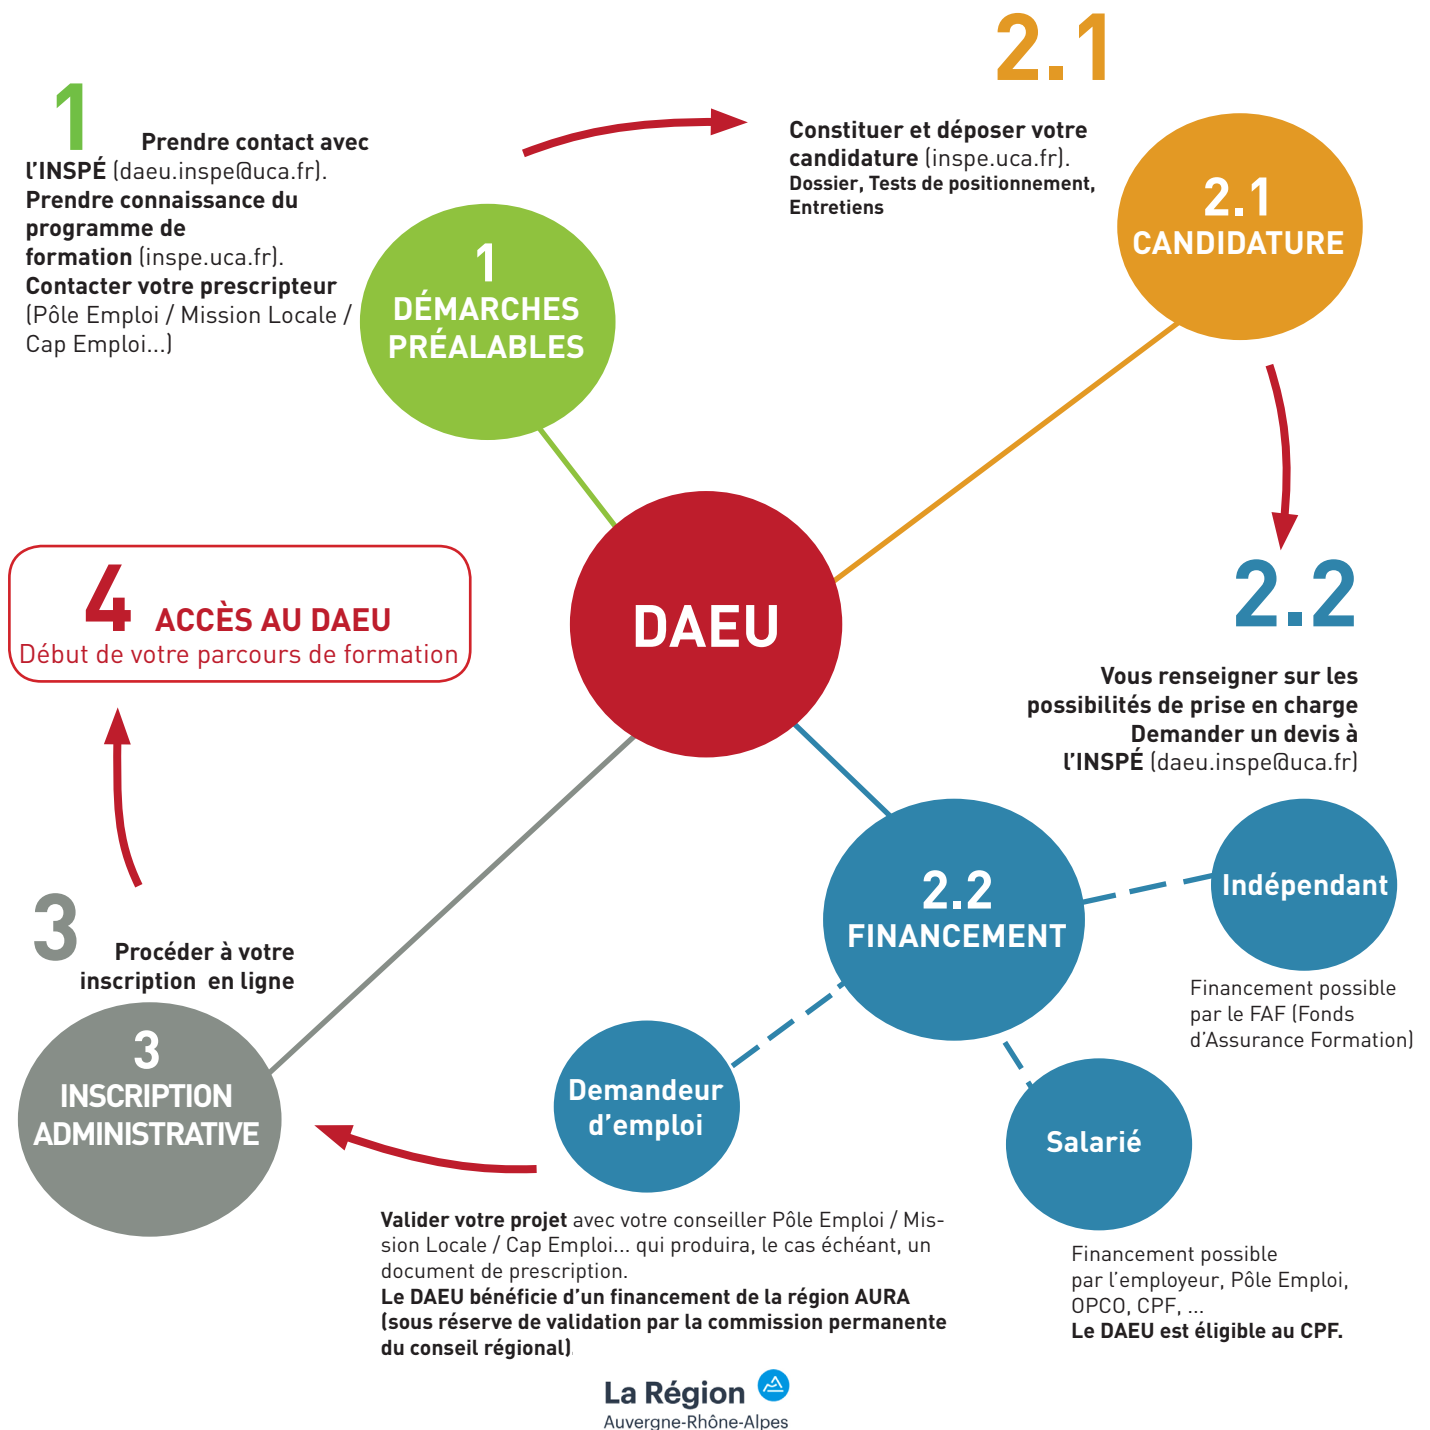 1
Prendre contact avec
l'INSPÉ (daeu.inspe@uca.fr).
Prendre connaissance du
programme de
formation (inspe.uca.fr).
Contacter votre prescripteur
(Pôle Emploi / Mission Locale /
Cap Emploi...)
1
DÉMARCHES
PRÉALABLES
2.1
Constituer et déposer votre
candidature (inspe.uca.fr).
Dossier, Tests de positionnement,
Entretiens
2.1
CANDIDATURE
DAEU
2.2
Vous renseigner sur les
possibilités de prise en charge
Demander un devis à
l'INSPÉ (daeu.inspe@uca.fr)
2.2
FINANCEMENT
Indépendant
Financement possible
par le FAF (Fonds
d'Assurance Formation)
Salarié
Financement possible
par l'employeur, Pôle Emploi,
OPCO, CPF, ...
Le DAEU est éligible au CPF.
Demandeur
d'emploi
Valider votre projet avec votre conseiller Pôle Emploi / Mis-
sion Locale / Cap Emploi... qui produira, le cas échéant, un
document de prescription.
Le DAEU bénéficie d'un financement de la région AURA
(sous réserve de validation par la commission permanente
du conseil régional)
La Région
Auvergne-Rhône-Alpes
3
Procéder à votre
inscription en ligne
3
INSCRIPTION
ADMINISTRATIVE
4 ACCÈS AU DAEU
Début de votre parcours de formation